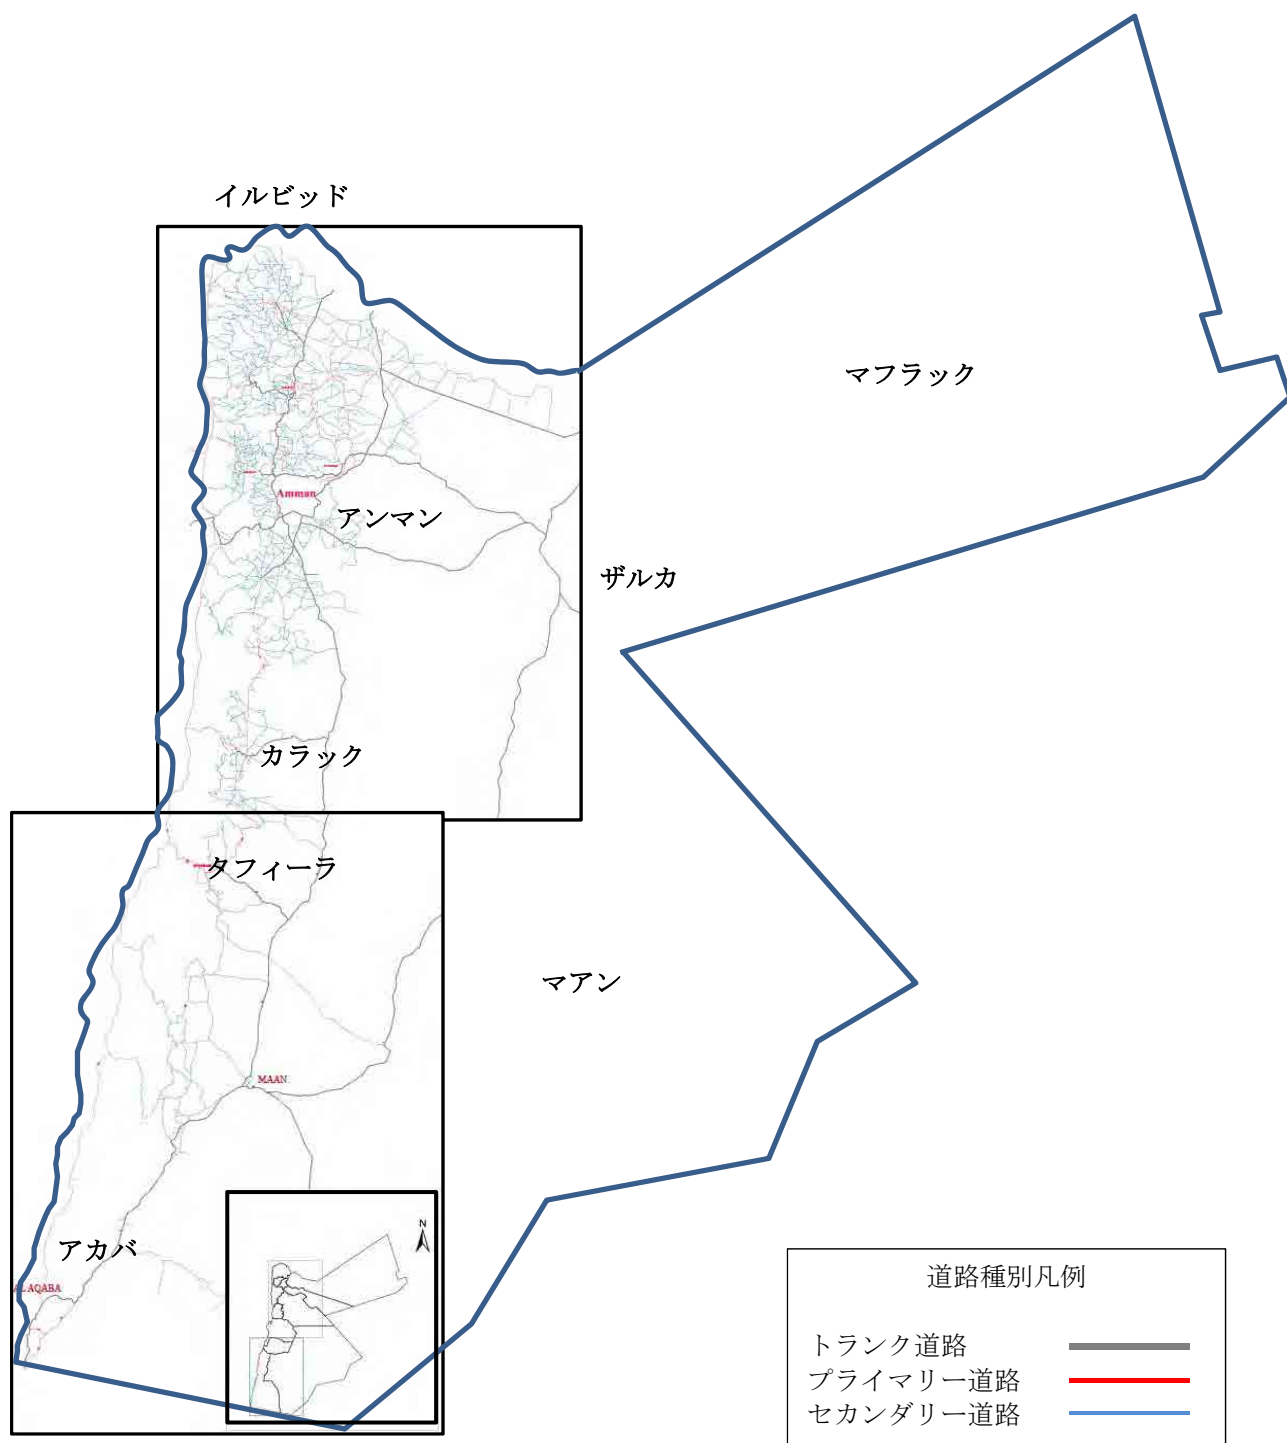 イルビッド
マフラック
Amman
アンマン
ザルカ
カラック
タフィーラ
マアン
MAAN
N
アカバ
AL AQABA
道路種別凡例
トランク道路
プライマリー道路
セカンダリー道路